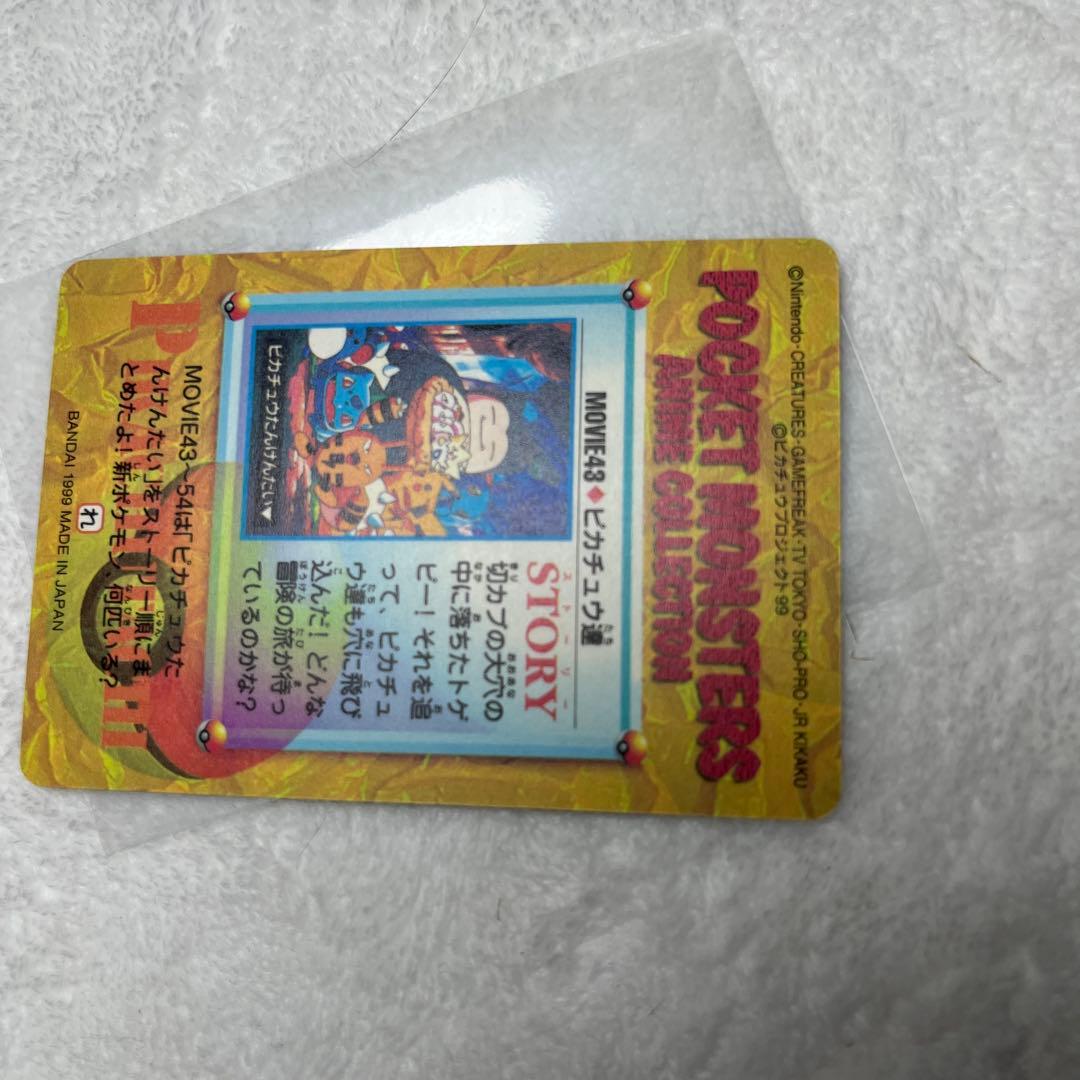 ©Nintendo·CREATURES·GAMEFREAK·TV TOKYO·SHO-PRO·JR KIKAKU
©ピカチュウプロジェクト99
POCKET MONSTERS
ANIME COLLECTION
MOVIE43◆ピカチュウ達
たち
ピカチュウたんけんたい▼
ストーリー
STORY
切カブの大穴の
中に落ちたトゲ
ピー！それを追
って、ピカチュ
ウ達も穴に飛び
込んだ！どんな
冒険の旅が待っ
ているのかな？
MOVIE43〜54は「ピカチュウた
んけんたい」をストーリー順にま
とめたよ！新ポケモン、何匹いる？
れ
BANDAI 1999 MADE IN JAPAN